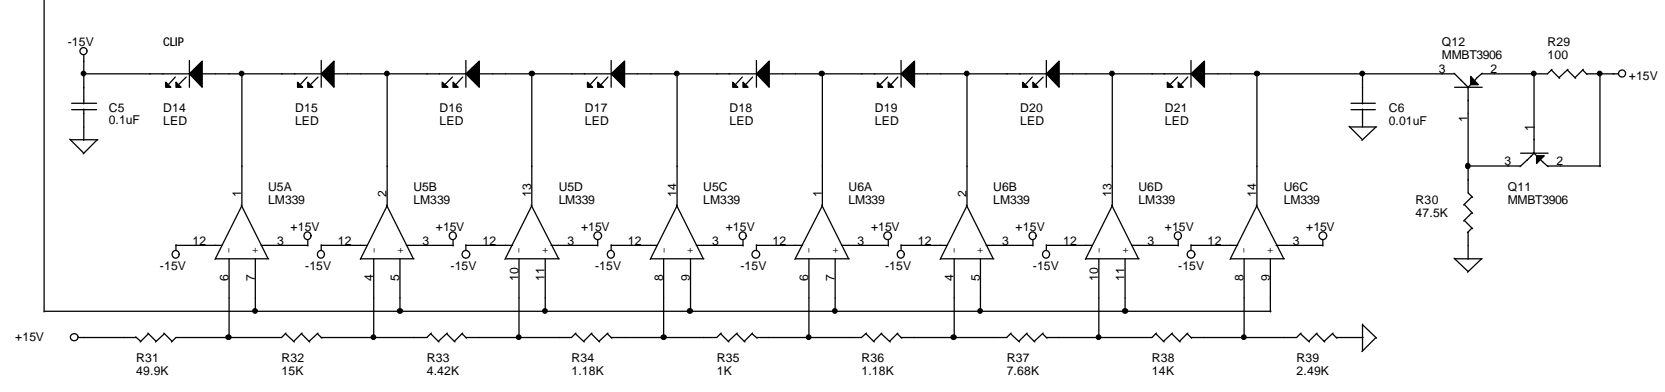 -15V
CLIP
D14
LED
C5
0.1uF
D15
LED
D16
LED
D17
LED
D18
LED
D19
LED
D20
LED
D21
LED
C6
0.01uF
Q12
MMBT3906
3
2
1
R29
100
+15V
1
3
2
Q11
MMBT3906
R30
47.5K
1
U5A
LM339
+15V
12
- +
3
-15V
6
7
2
U5B
LM339
+15V
12
- +
3
-15V
4
5
13
U5D
LM339
+15V
12
- +
3
-15V
10
11
14
U5C
LM339
+15V
12
- +
3
-15V
8
9
1
U6A
LM339
+15V
12
- +
3
-15V
6
7
2
U6B
LM339
+15V
12
- +
3
-15V
4
5
13
U6D
LM339
+15V
12
- +
3
-15V
10
11
14
U6C
LM339
+15V
12
- +
3
-15V
8
9
+15V
R31
49.9K
R32
15K
R33
4.42K
R34
1.18K
R35
1K
R36
1.18K
R37
7.68K
R38
14K
R39
2.49K